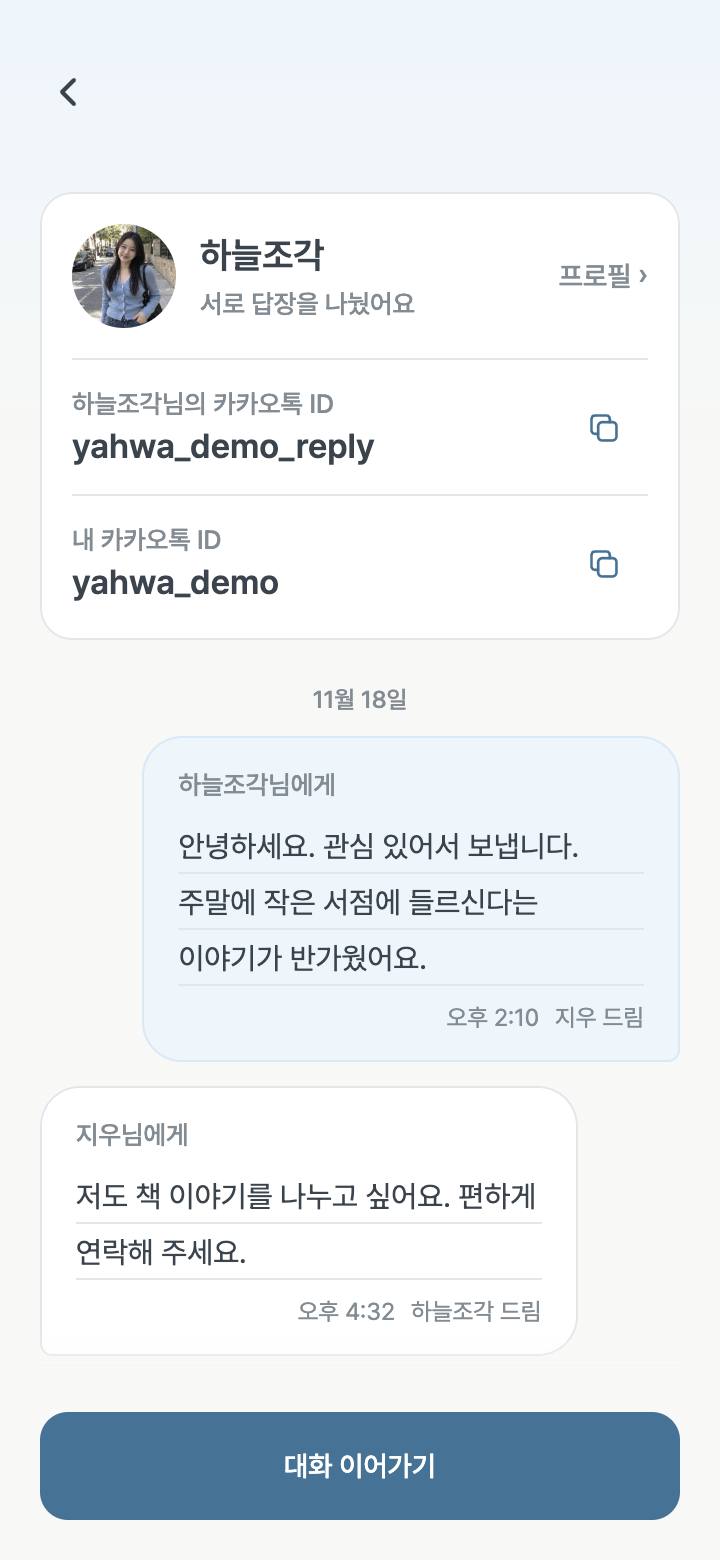 하늘조각
서로 답장을 나눴어요
프로필 ›
하늘조각님의 카카오톡 ID
yahwa_demo_reply
내 카카오톡 ID
yahwa_demo
11월 18일
하늘조각님에게
안녕하세요. 관심 있어서 보냅니다.
주말에 작은 서점에 들르신다는
이야기가 반가웠어요.
오후 2:10 지우 드림
지우님에게
저도 책 이야기를 나누고 싶어요. 편하게
연락해 주세요.
오후 4:32 하늘조각 드림
대화 이어가기